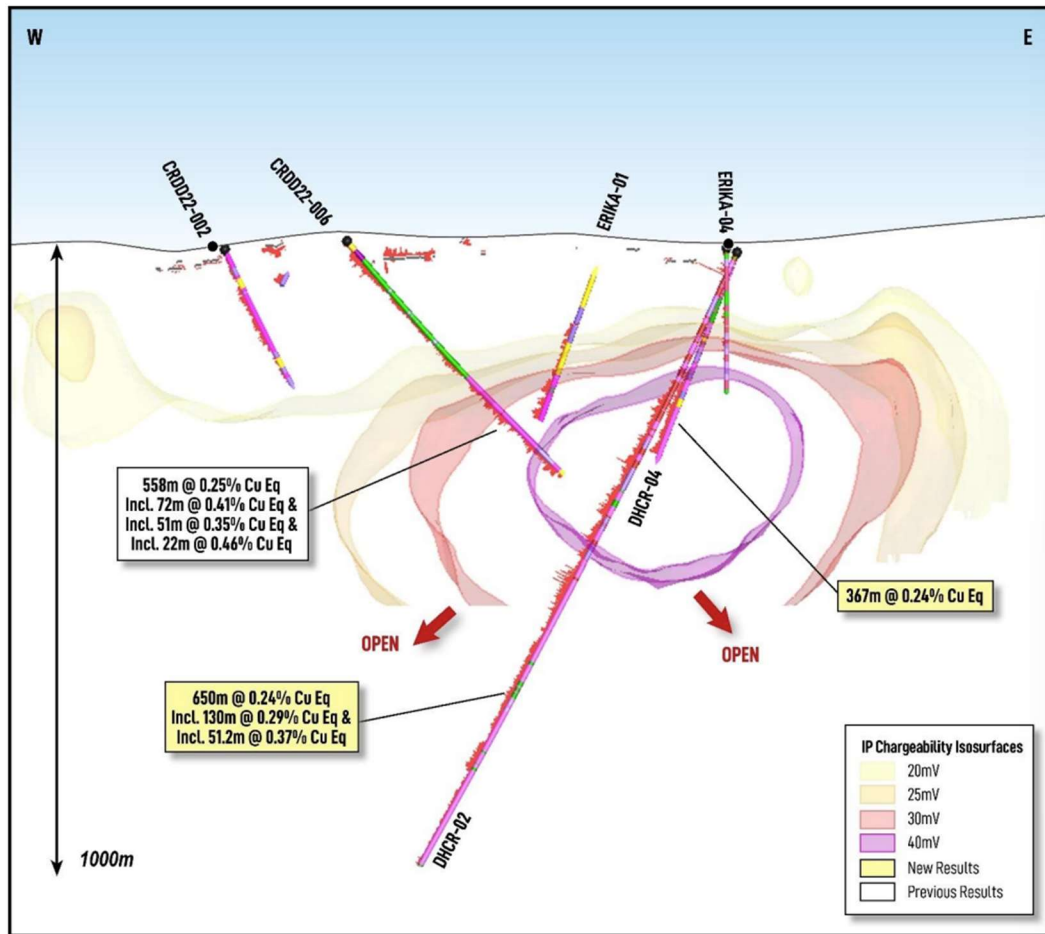 W
E
CRDD22-002
CRDD22-006
ERIKA-01
ERIKA-04
558m @ 0.25% Cu Eq
Incl. 72m @ 0.41% Cu Eq &
Incl. 51m @ 0.35% Cu Eq &
Incl. 22m @ 0.46% Cu Eq
DHCR-04
367m @ 0.24% Cu Eq
OPEN
OPEN
650m @ 0.24% Cu Eq
Incl. 130m @ 0.29% Cu Eq &
Incl. 51.2m @ 0.37% Cu Eq
DHCR-02
1000m
IP Chargeability Isosurfaces
20mV
25mV
30mV
40mV
New Results
Previous Results